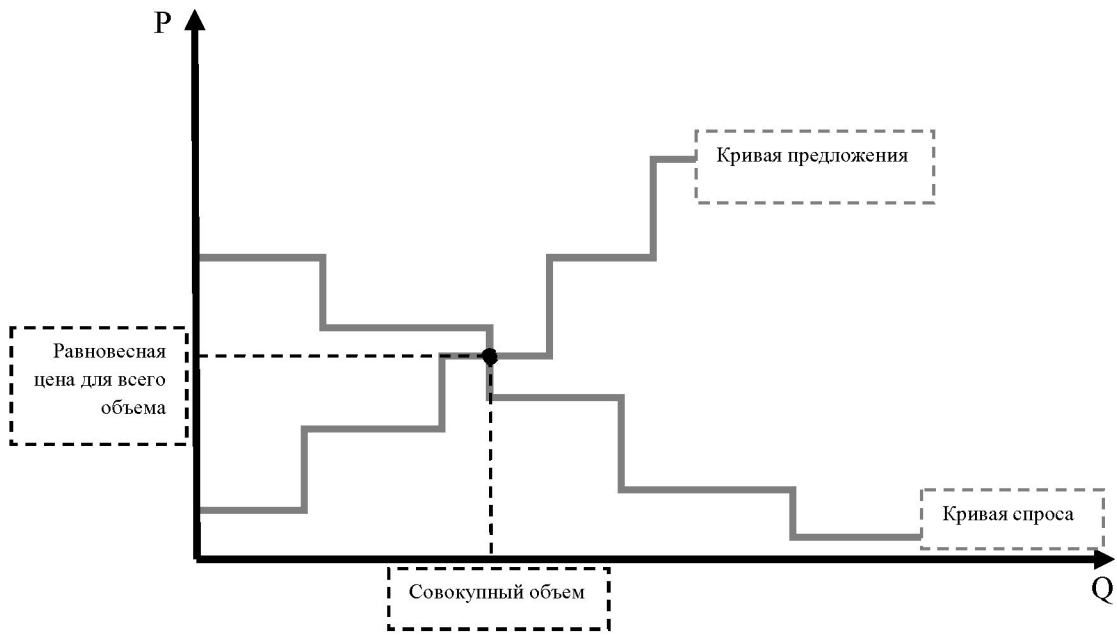 P
Кривая предложения
Равновесная
цена для всего
объема
Кривая спроса
Совокупный объем
Q